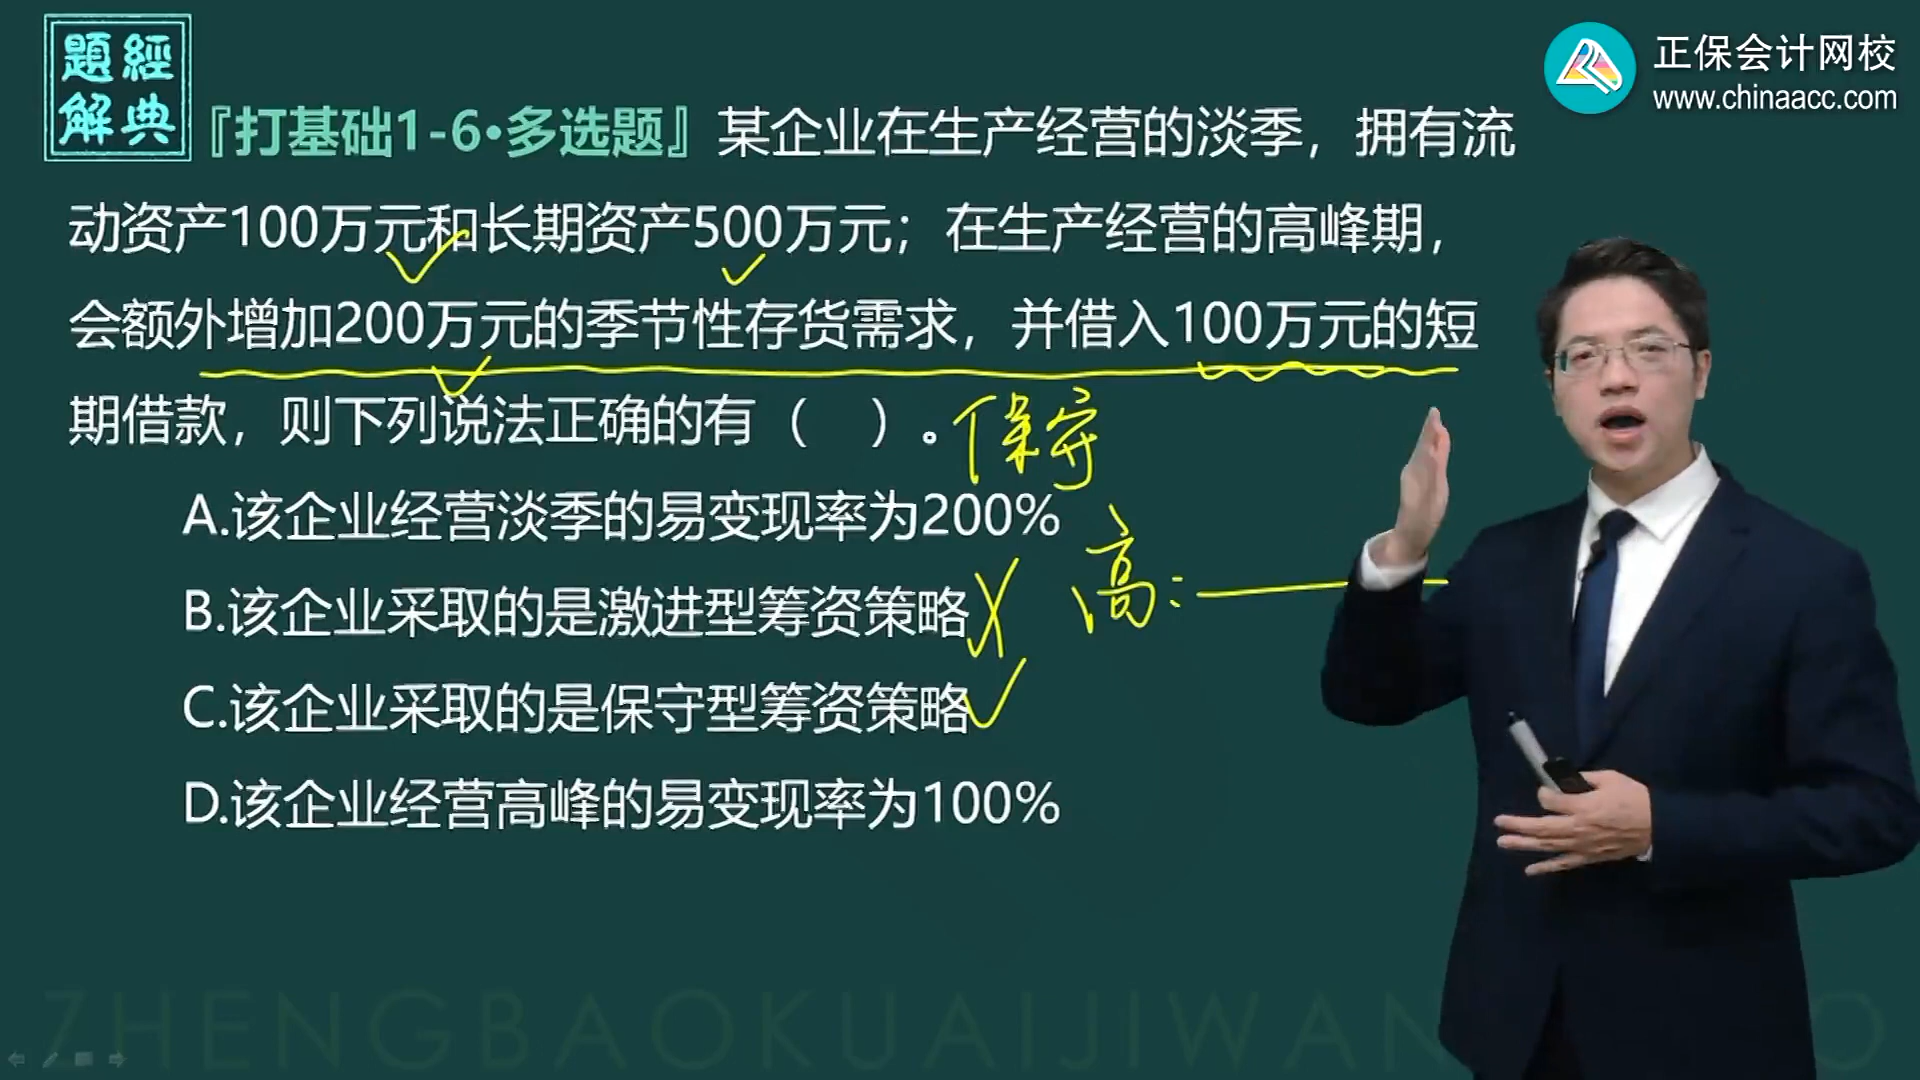 題經
解典
正保会计网校
www.chinaacc.com
『打基础1-6·多选题』某企业在生产经营的淡季，拥有流
动资产100万元和长期资产500万元；在生产经营的高峰期，
会额外增加200万元的季节性存货需求，并借入100万元的短
期借款，则下列说法正确的有（ ）。
保守
A.该企业经营淡季的易变现率为200%
高：
B.该企业采取的是激进型筹资策略
C.该企业采取的是保守型筹资策略
D.该企业经营高峰的易变现率为100%
ZHENGBAOKUAIJIWAN O